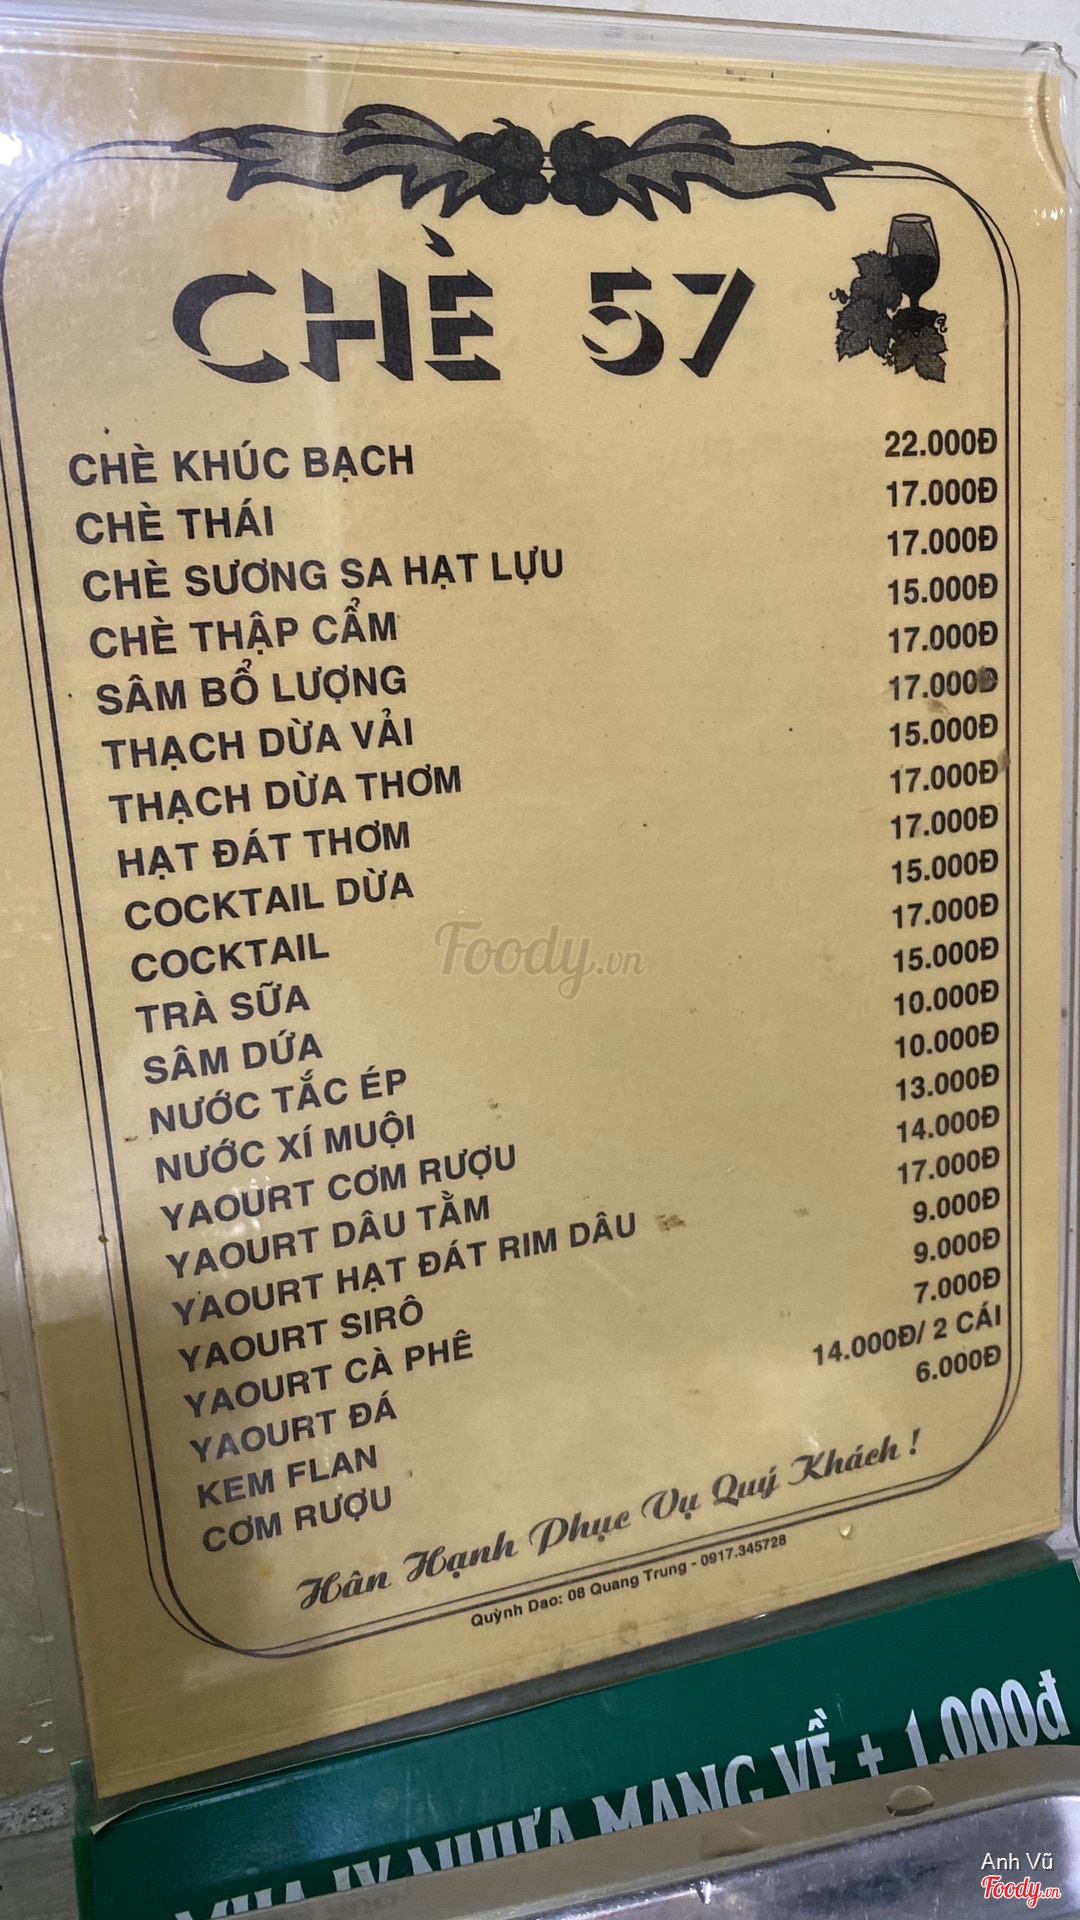 CHÈ 57
CHÈ KHÚC BẠCH 22.000Đ
CHÈ THÁI 17.000Đ
CHÈ SƯƠNG SA HẠT LỰU 17.000Đ
CHÈ THẬP CẨM 15.000Đ
SÂM BỔ LƯỢNG 17.000Đ
THẠCH DỪA VẢI 17.000Đ
THẠCH DỪA THƠM 15.000Đ
HẠT ĐÁT THƠM 17.000Đ
COCKTAIL DỪA 17.000Đ
COCKTAIL 15.000Đ
TRÀ SỮA 17.000Đ
SÂM DỨA 15.000Đ
NƯỚC TẮC ÉP 10.000Đ
NƯỚC XÍ MUỘI 10.000Đ
YAOURT CƠM RƯỢU 13.000Đ
YAOURT DÂU TẰM 14.000Đ
YAOURT HẠT ĐÁT RIM DÂU 17.000Đ
YAOURT SIRÔ 9.000Đ
YAOURT CÀ PHÊ 9.000Đ
YAOURT ĐÁ 7.000Đ
KEM FLAN 14.000Đ/ 2 CÁI
CƠM RƯỢU 6.000Đ
Hân Hạnh Phục Vụ Quý Khách !
Quỳnh Dao: 08 Quang Trung - 0917.345728
Foody.vn
NHỰA MANG VỀ + 1.000đ
Anh Vũ
Foody.vn